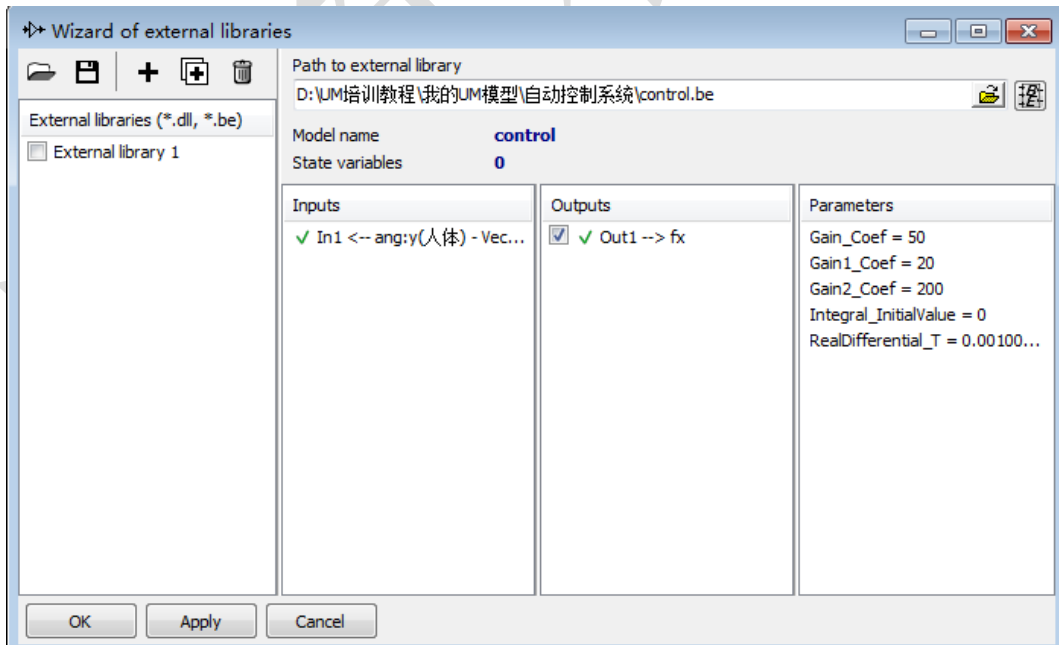 Wizard of external libraries
Path to external library
D:\UM培训教程\我的UM模型\自动控制系统\control.be
External libraries (*.dll, *.be)
External library 1
Model name control
State variables 0
Inputs
In1 <-- ang:y(人体) - Vec...
Outputs
Out1 --> fx
Parameters
Gain_Coef = 50
Gain1_Coef = 20
Gain2_Coef = 200
Integral_InitialValue = 0
RealDifferential_T = 0.00100...
OK Apply Cancel